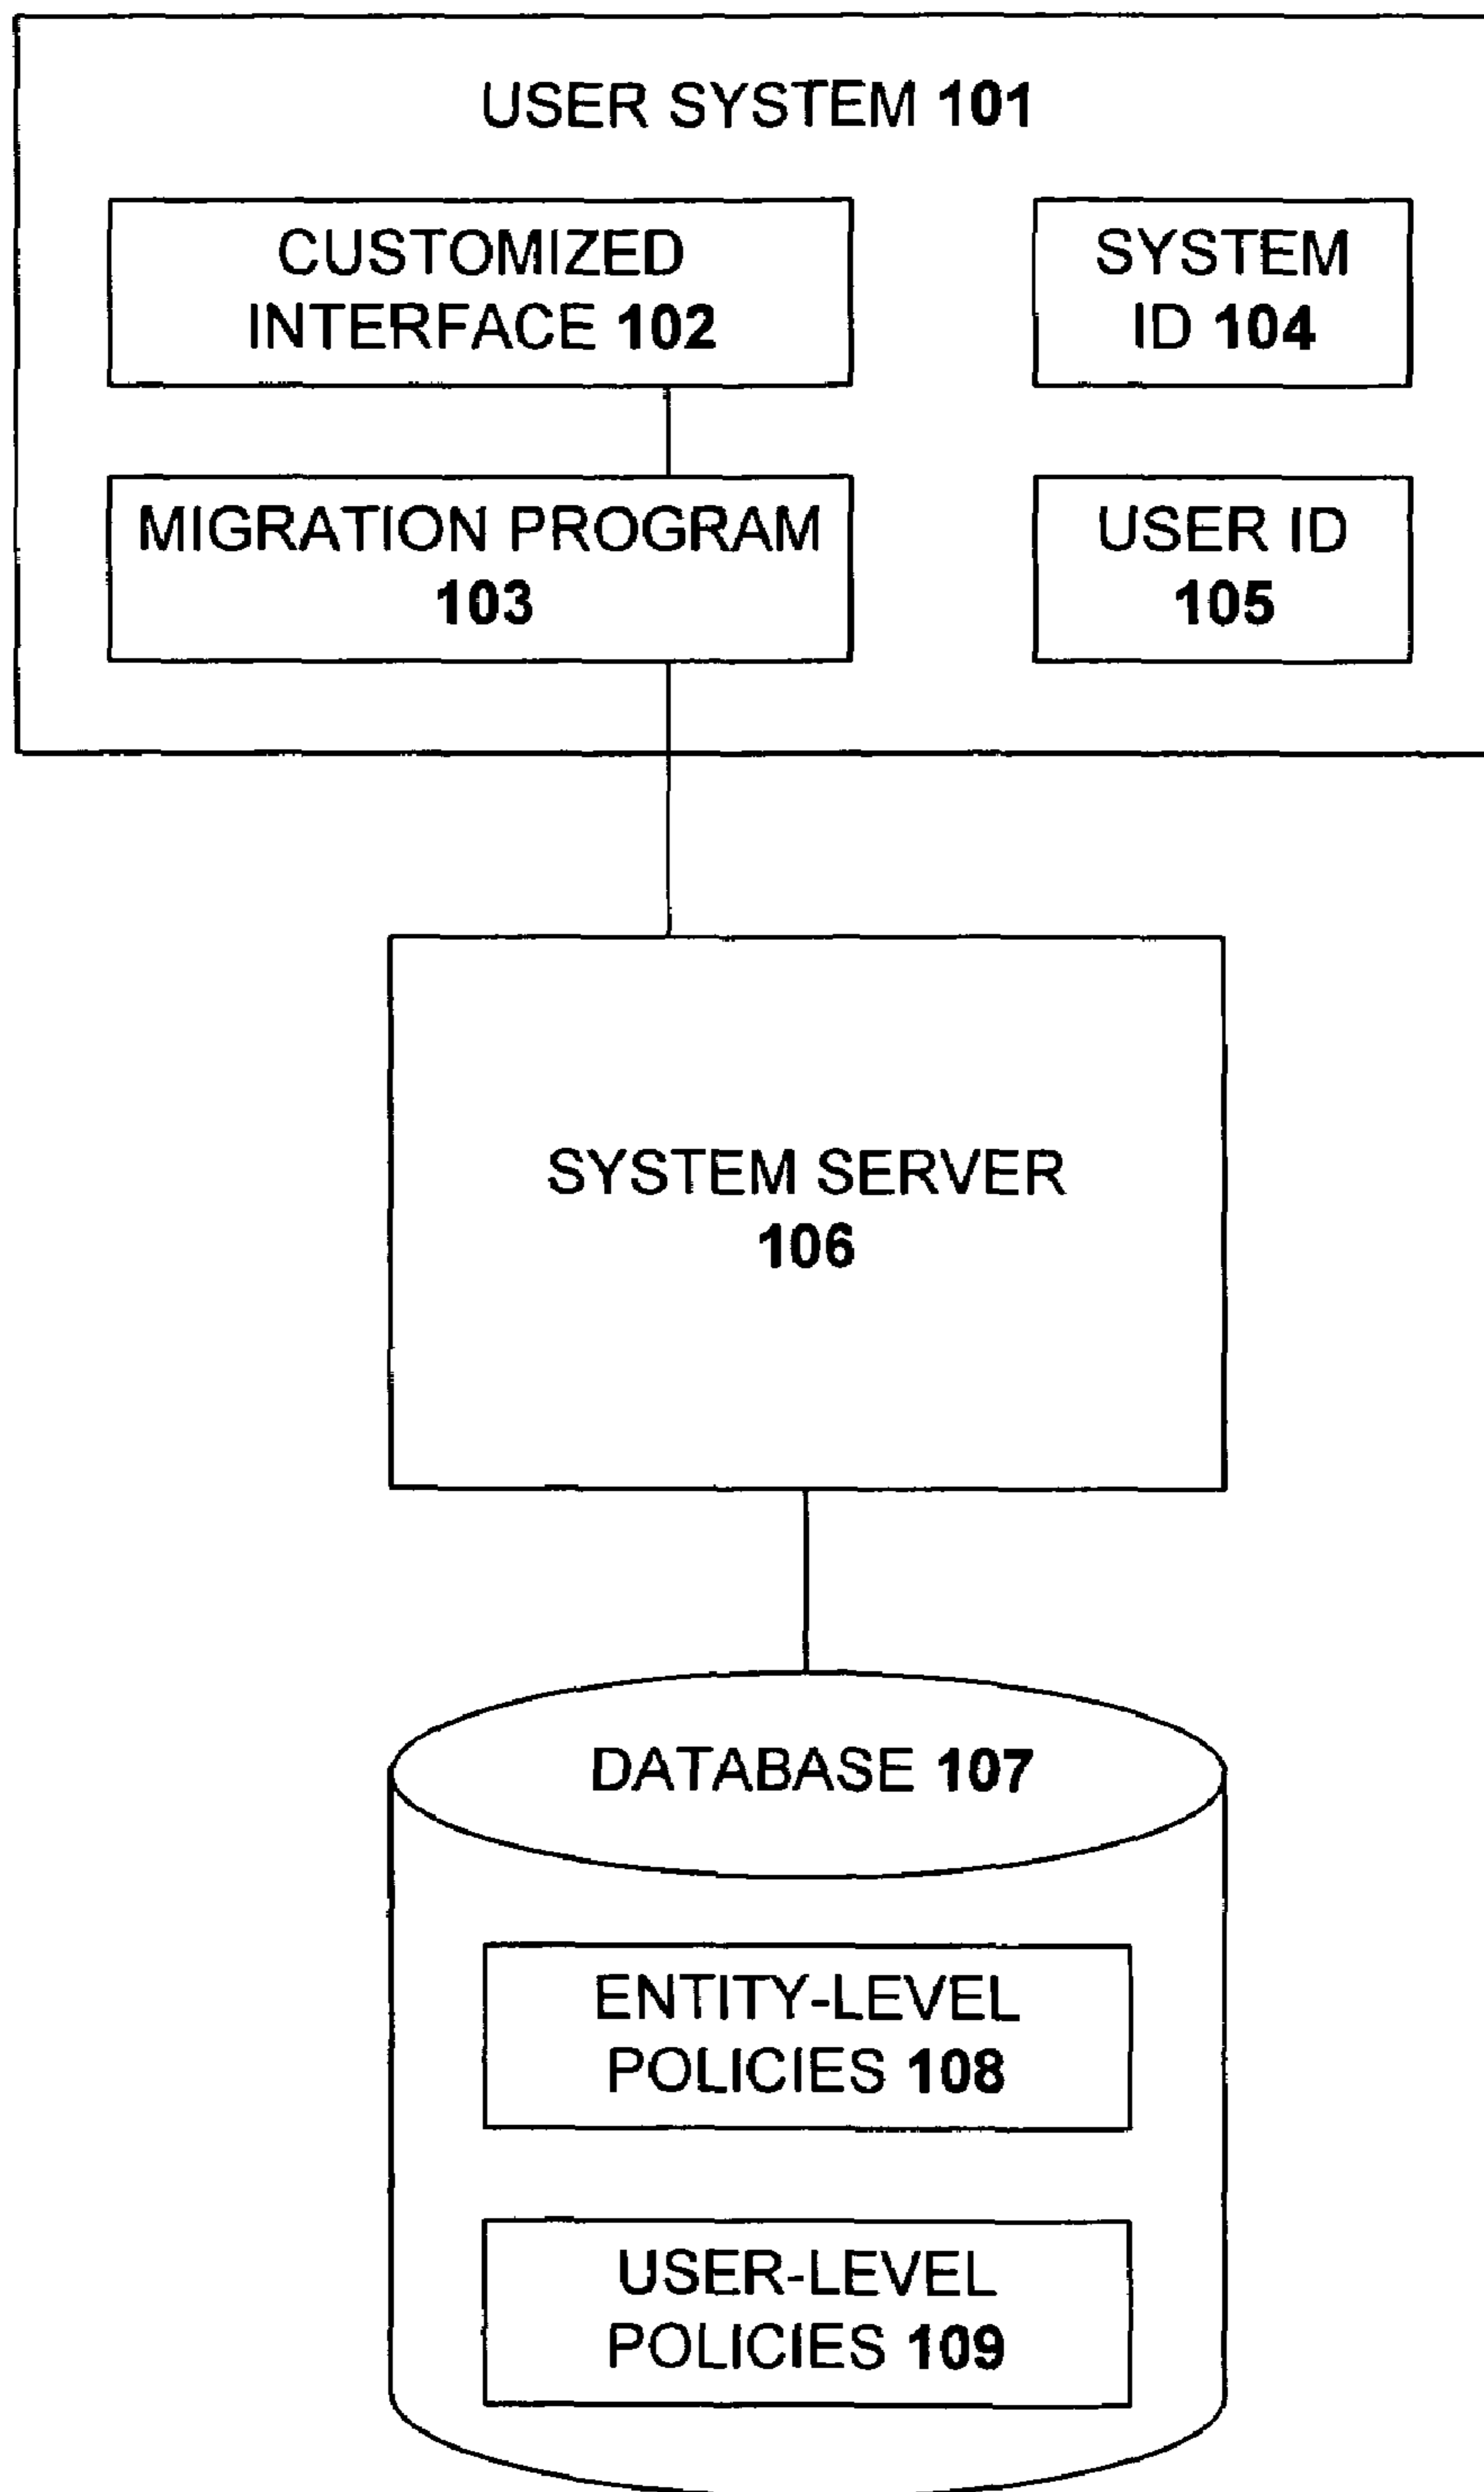 USER SYSTEM 101
CUSTOMIZED
INTERFACE 102
SYSTEM
ID 104
MIGRATION PROGRAM
103
USER ID
105
SYSTEM SERVER
106
DATABASE 107
ENTITY-LEVEL
POLICIES 108
USER-LEVEL
POLICIES 109